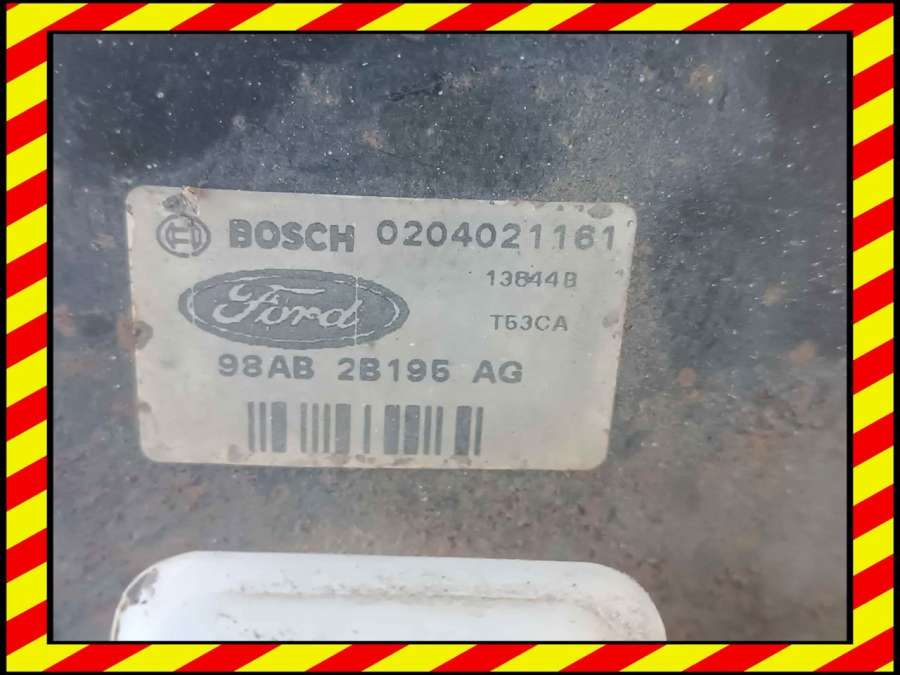 BOSCH 0204021161
13844B
Ford
T53CA
98AB 2B195 AG